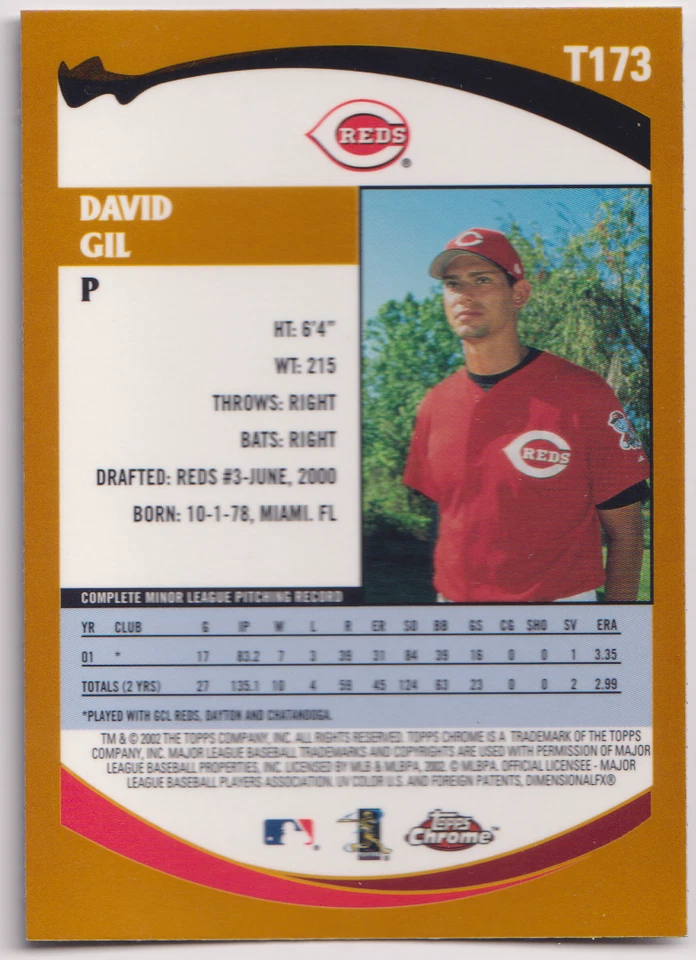 T173
REDS
®
DAVID
GIL
P
HT: 6'4"
WT: 215
THROWS: RIGHT
BATS: RIGHT
DRAFTED: REDS #3-JUNE, 2000
BORN: 10-1-78, MIAMI. FL
REDS
COMPLETE MINOR LEAGUE PITCHING RECORD
YR CLUB G IP W L R ER SO BB GS CG SHO SV ERA
01 * 17 83.2 7 3 39 31 84 39 16 0 0 1 3.35
TOTALS (2 YRS) 27 135.1 10 4 59 45 124 63 23 0 0 2 2.99
*PLAYED WITH GCL REDS, DAYTON AND CHATANOOGA.
TM & © 2002 THE TOPPS COMPANY, INC. ALL RIGHTS RESERVED. TOPPS CHROME IS A TRADEMARK OF THE TOPPS
COMPANY, INC. MAJOR LEAGUE BASEBALL TRADEMARKS AND COPYRIGHTS ARE USED WITH PERMISSION OF MAJOR
LEAGUE BASEBALL PROPERTIES, INC. LICENSED BY MLB & MLBPA, 2002. © MLBPA. OFFICIAL LICENSEE - MAJOR
LEAGUE BASEBALL PLAYERS ASSOCIATION. UV COLOR U.S. AND FOREIGN PATENTS, DIMENSIONALFX®
Topps
Chrome™